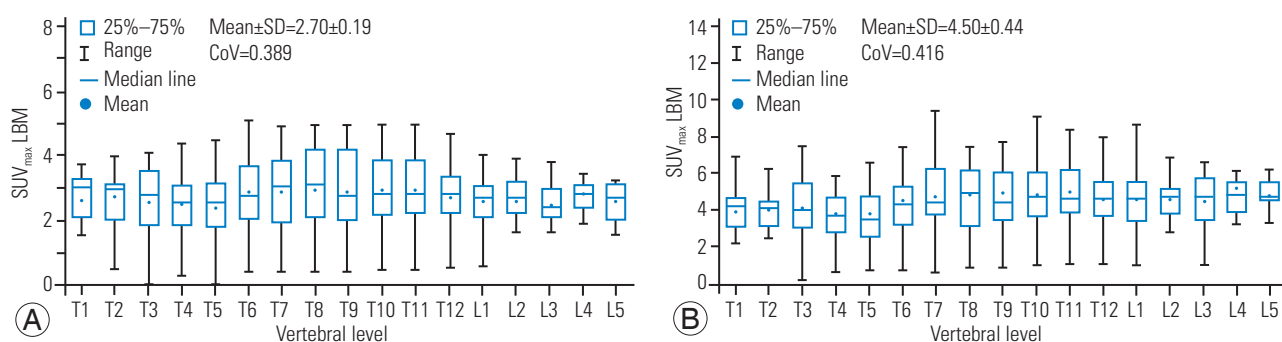 8
6
4
2
0
SUVmax LBM
25%–75%
Range
Median line
Mean
Mean±SD=2.70±0.19
CoV=0.389
T1 T2 T3 T4 T5 T6 T7 T8 T9 T10 T11 T12 L1 L2 L3 L4 L5
Vertebral level
A
14
12
10
8
6
4
2
0
SUVmax LBM
25%–75%
Range
Median line
Mean
Mean±SD=4.50±0.44
CoV=0.416
T1 T2 T3 T4 T5 T6 T7 T8 T9 T10 T11 T12 L1 L2 L3 L4 L5
Vertebral level
B